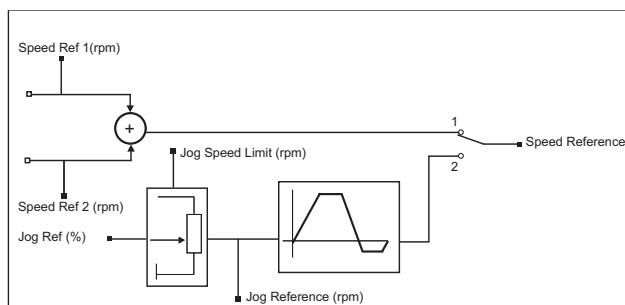 Speed Ref 1(rpm)
+
1
Speed Reference
Jog Speed Limit (rpm)
2
Speed Ref 2 (rpm)
Jog Ref (%)
Jog Reference (rpm)